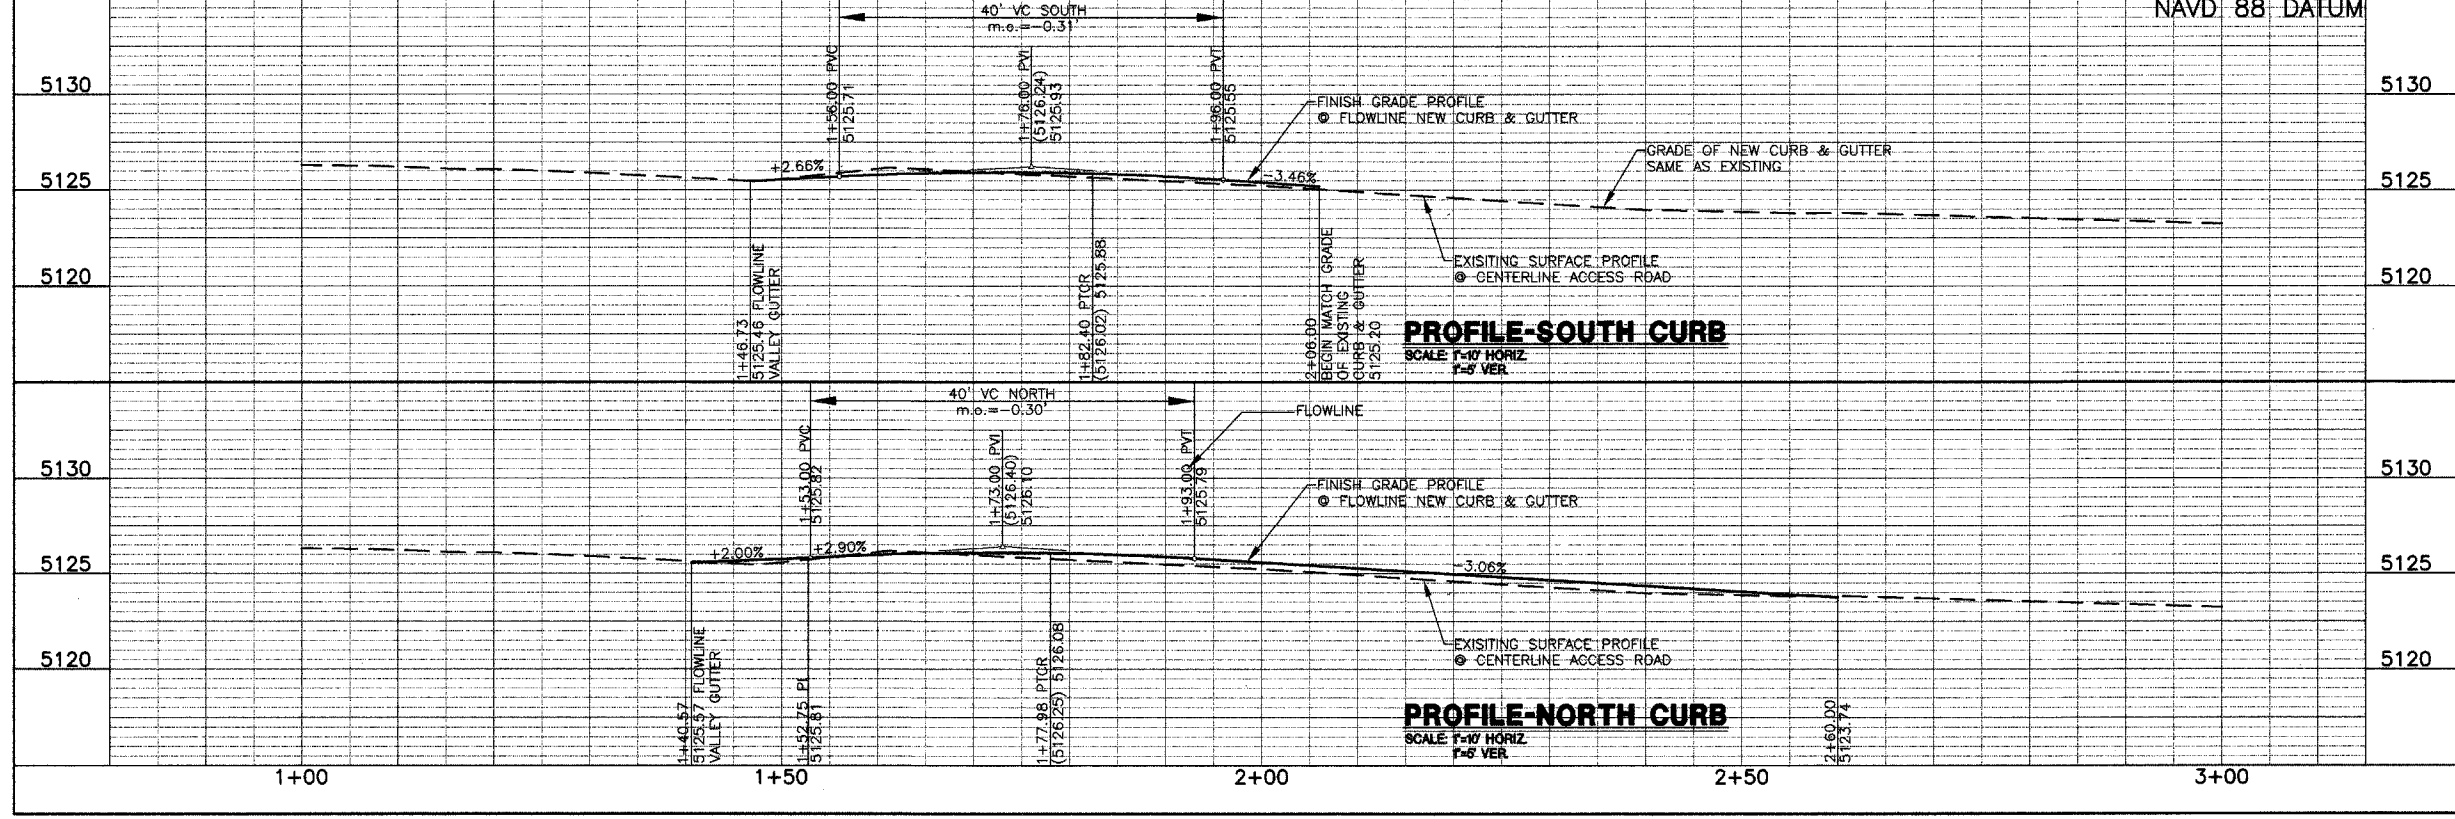 NAVD 88 DATUM
40' VC SOUTH
m.o.=-0.31'
1+56.00 PVC
5125.71
1+76.00 PVI
(5126.24)
5125.93
1+96.00 PVT
5125.55
5130
5130
FINISH GRADE PROFILE
@ FLOWLINE NEW CURB & GUTTER
GRADE OF NEW CURB & GUTTER
SAME AS EXISTING
+2.66%
-3.46%
5125
5125
EXISITING SURFACE PROFILE
@ CENTERLINE ACCESS ROAD
5120
5120
1+46.73
5125.46 FLOWLINE
VALLEY GUTTER
1+82.40 PTCR
(5126.02) 5125.88
2+06.00
BEGIN MATCH GRADE
OF EXISTING
CURB & GUTTER
5125.20
PROFILE-SOUTH CURB
SCALE: 1"=10' HORIZ.
1"=5' VER.
40' VC NORTH
m.o.=-0.30'
FLOWLINE
1+53.00 PVC
5125.82
1+73.00 PVI
(5126.40)
5126.10
1+93.00 PVT
5125.79
5130
5130
FINISH GRADE PROFILE
@ FLOWLINE NEW CURB & GUTTER
+2.00%
+2.90%
-3.06%
5125
5125
EXISITING SURFACE PROFILE
@ CENTERLINE ACCESS ROAD
5120
5120
1+40.57
5125.57 FLOWLINE
VALLEY GUTTER
1+52.75 PI
5125.81
1+77.98 PTCR
(5126.25) 5126.08
2+60.00
5123.74
PROFILE-NORTH CURB
SCALE: 1"=10' HORIZ.
1"=5' VER.
1+00
1+50
2+00
2+50
3+00